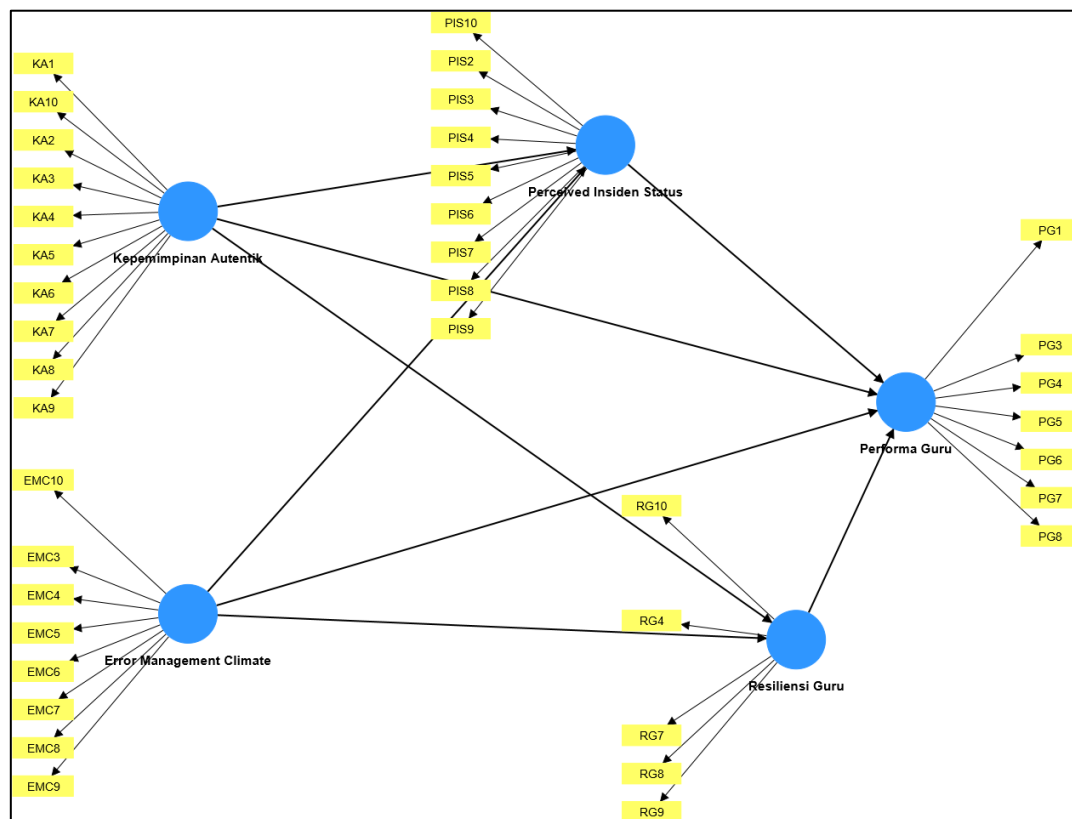 KA1
KA10
KA2
KA3
KA4
KA5
KA6
KA7
KA8
KA9
Kepemimpinan Autentik
EMC10
EMC3
EMC4
EMC5
EMC6
EMC7
EMC8
EMC9
Error Management Climate
PIS10
PIS2
PIS3
PIS4
PIS5
PIS6
PIS7
PIS8
PIS9
Perceived Insiden Status
RG10
RG4
RG7
RG8
RG9
Resiliensi Guru
PG1
PG3
PG4
PG5
PG6
PG7
PG8
Performa Guru